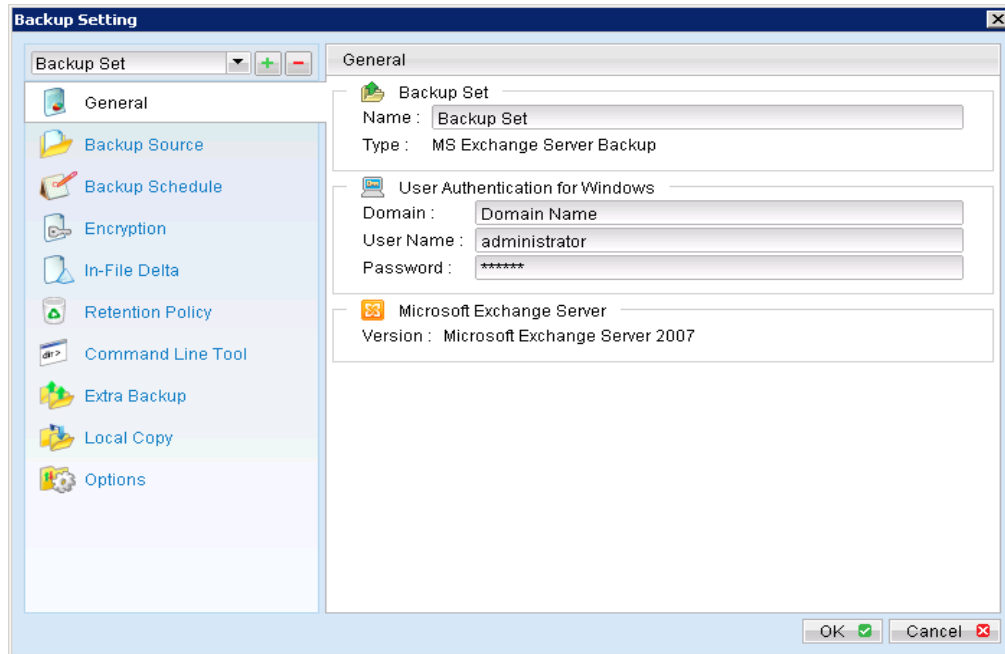 Backup Setting
Backup Set
General
Backup Source
Backup Schedule
Encryption
In-File Delta
Retention Policy
dir>
Command Line Tool
Extra Backup
Local Copy
Options
General
Backup Set
Name : Backup Set
Type : MS Exchange Server Backup
User Authentication for Windows
Domain : Domain Name
User Name : administrator
Password : ******
Microsoft Exchange Server
Version : Microsoft Exchange Server 2007
OK
Cancel